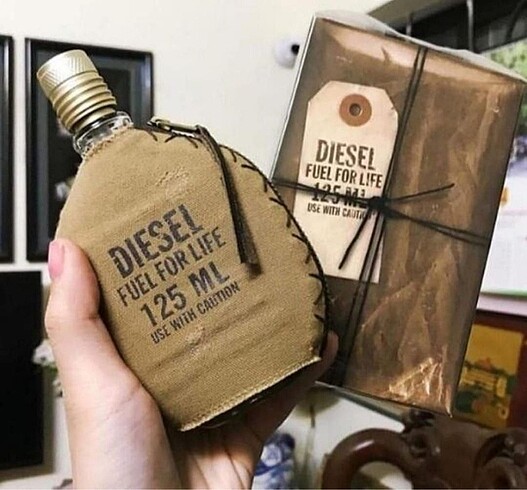 DIESEL
FUEL FOR LIFE
125 ML
USE WITH CAUTION
DIESEL
FUEL FOR LIFE
125 ML
USE WITH CAUTION